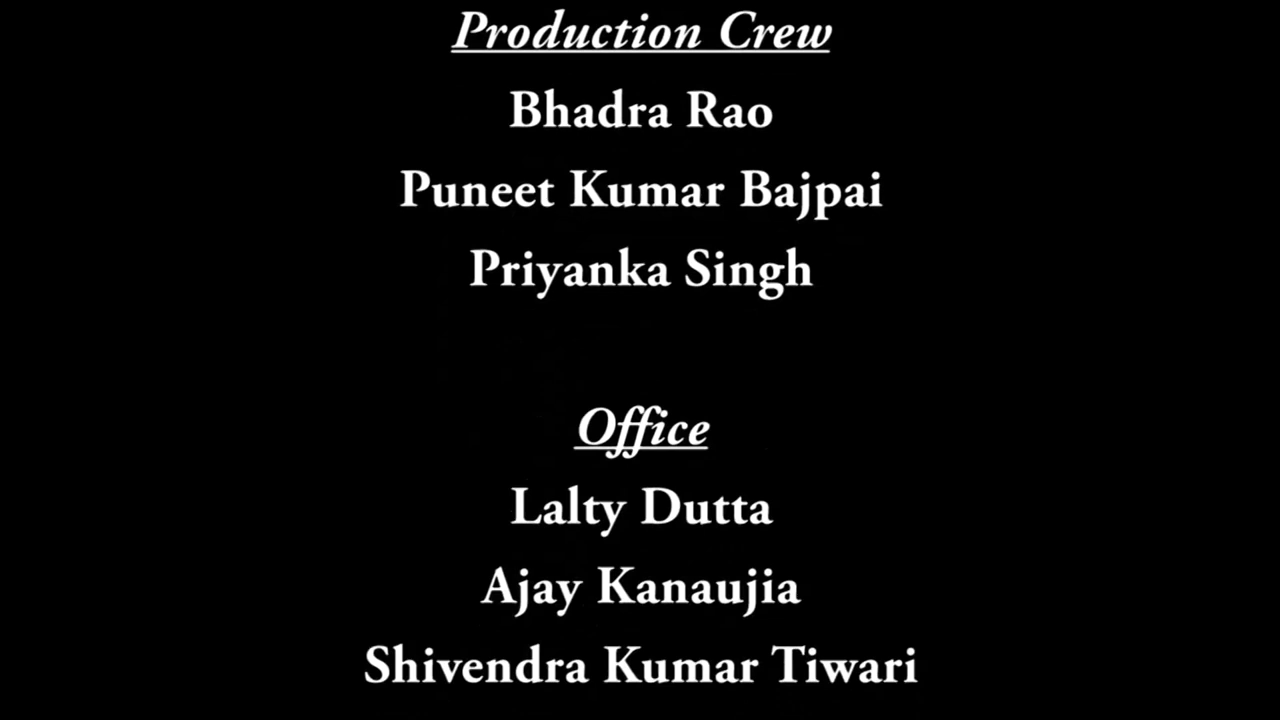 Production Crew
Bhadra Rao
Puneet Kumar Bajpai
Priyanka Singh
Office
Lalty Dutta
Ajay Kanaujia
Shivendra Kumar Tiwari